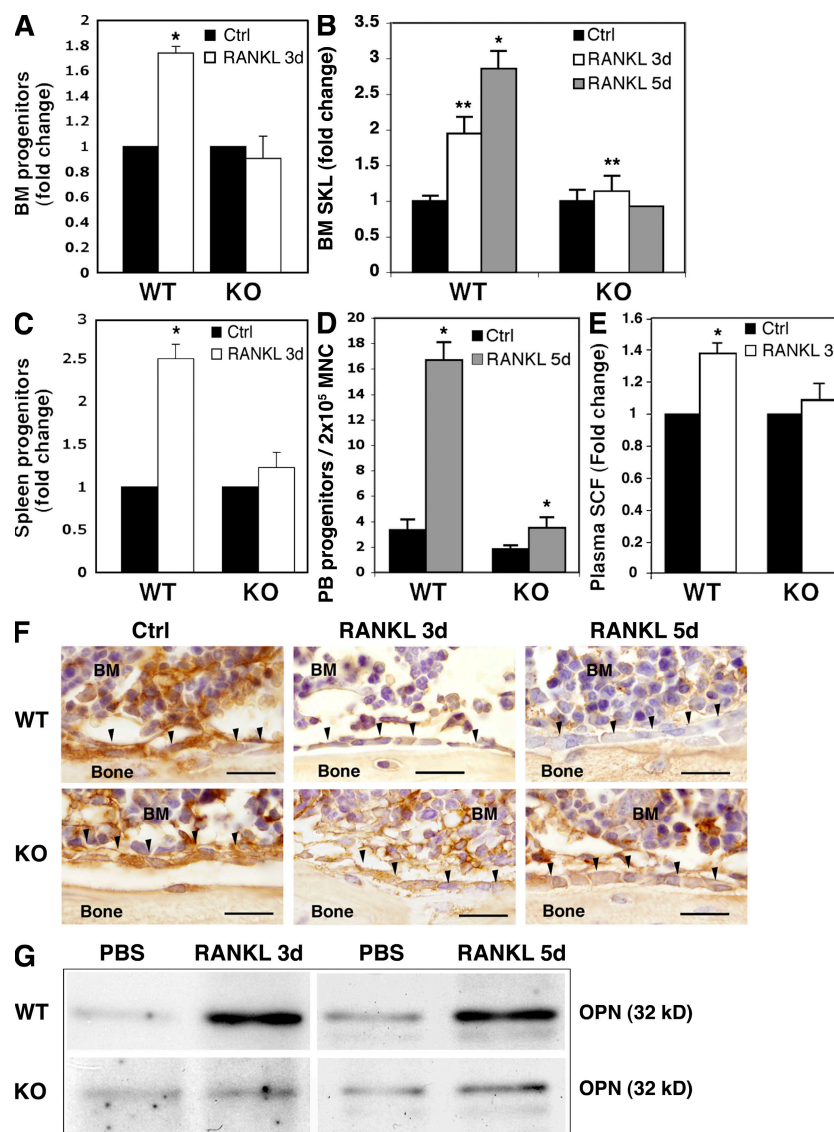 A
BM progenitors
(fold change)
2
1.8
1.6
1.4
1.2
1
0.8
0.6
0.4
0.2
0
*
Ctrl
RANKL 3d
WT KO
B
BM SKL (fold change)
3.5
3
2.5
2
1.5
1
0.5
0
**
*
**
Ctrl
RANKL 3d
RANKL 5d
WT KO
C
Spleen progenitors
(fold change)
3
2.5
2
1.5
1
0.5
0
*
Ctrl
RANKL 3d
WT KO
D
PB progenitors / 2x10⁵ MNC
20
18
16
14
12
10
8
6
4
2
0
*
*
Ctrl
RANKL 5d
WT KO
E
Plasma SCF (Fold change)
1.6
1.4
1.2
1
0.8
0.6
0.4
0.2
0
*
Ctrl
RANKL 3
WT KO
F
Ctrl RANKL 3d RANKL 5d
WT
BM BM BM
Bone Bone Bone
KO
BM BM BM
Bone Bone Bone
G
PBS RANKL 3d PBS RANKL 5d
WT OPN (32 kD)
KO OPN (32 kD)